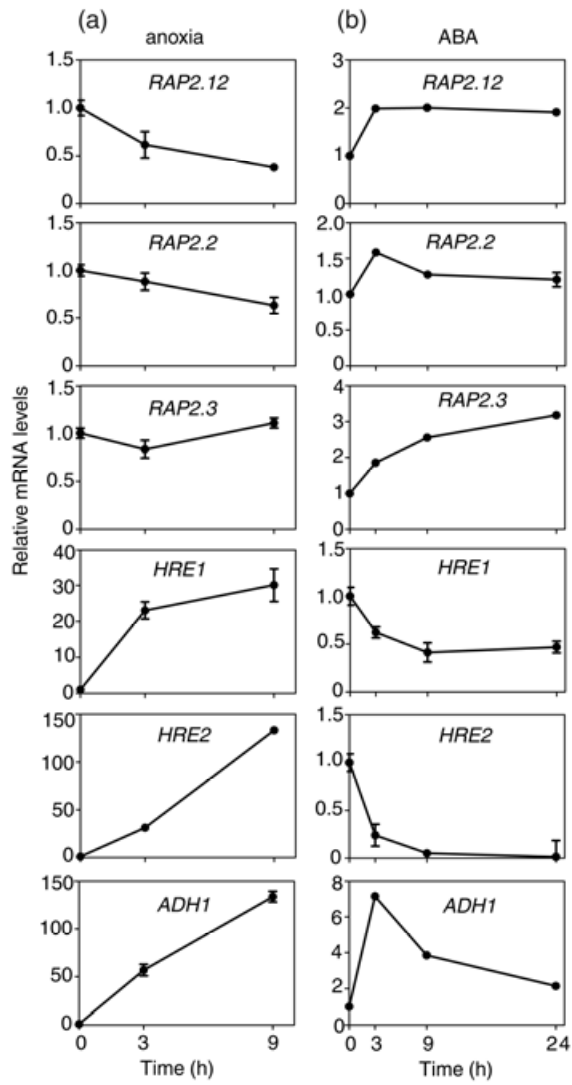 (a)
anoxia
(b)
ABA
Relative mRNA levels
1.5
1.0
0.5
0
RAP2.12
3
2
1
0
RAP2.12
1.5
1.0
0.5
0
RAP2.2
2.0
1.5
1.0
0.5
0
RAP2.2
1.5
1.0
0.5
0
RAP2.3
4
3
2
1
0
RAP2.3
40
30
20
10
0
HRE1
1.5
1.0
0.5
0
HRE1
150
100
50
0
HRE2
1.5
1.0
0.5
0
HRE2
150
100
50
0
ADH1
0 3 9
Time (h)
8
6
4
2
0
ADH1
0 3 9 24
Time (h)